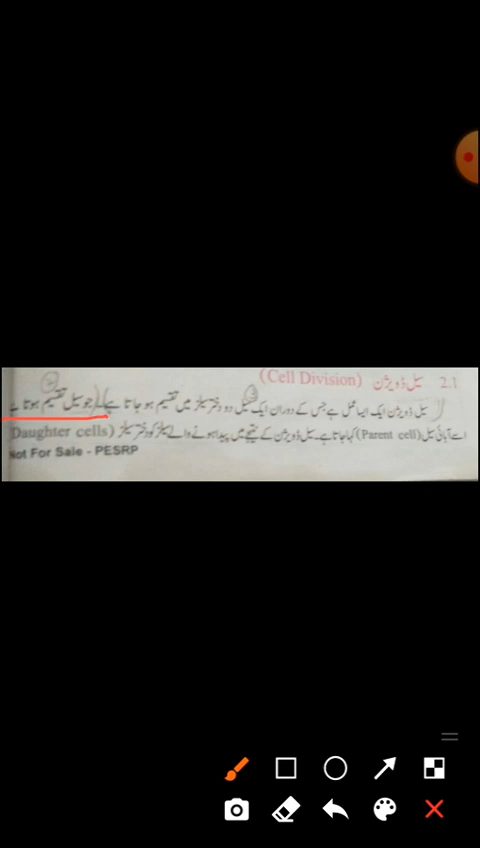 2.1 سیل ڈویژن (Cell Division)
سیل ڈویژن ایک ایسا عمل ہے جس کے دوران ایک سیل دو دختر سیلز میں تقسیم ہو جاتا ہے۔ جو سیل تقسیم ہوتا ہے
اسے آبائی سیل (Parent cell) کہا جاتا ہے۔ سیل ڈویژن کے نتیجے میں پیدا ہونے والے سیلز کو دختر سیلز (Daughter cells
Not For Sale - PESRP